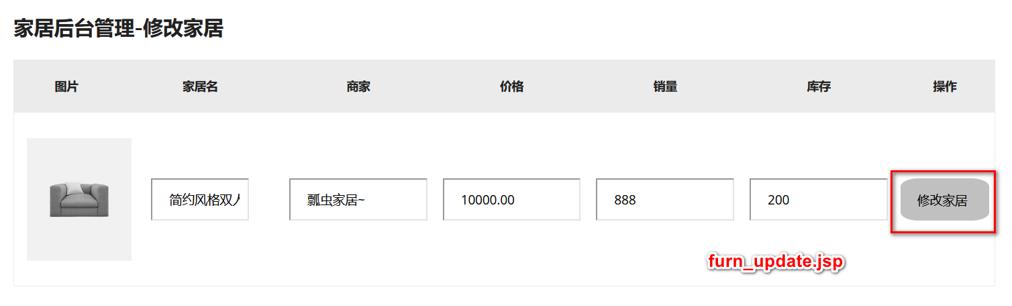 家居后台管理-修改家居
图片 家居名 商家 价格 销量 库存 操作
简约风格双 瓢虫家居~ 10000.00 888 200 修改家居
furn_update.jsp